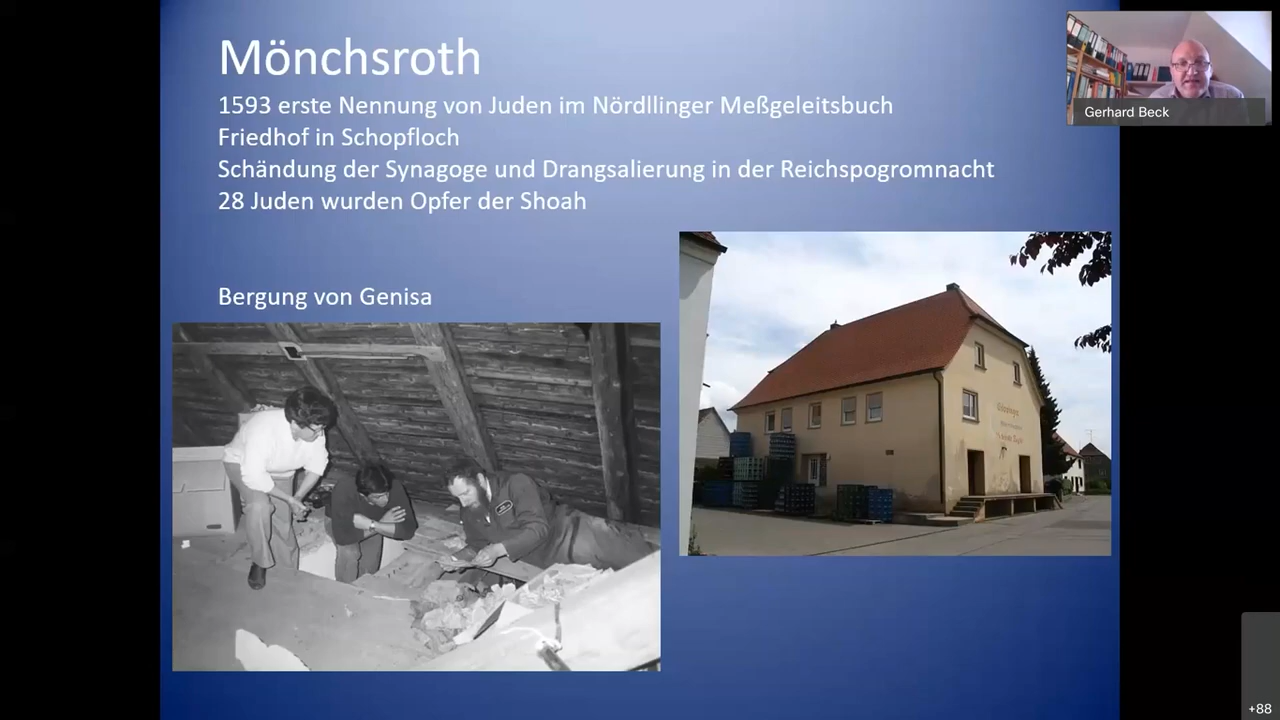 Mönchsroth
1593 erste Nennung von Juden im Nördllinger Meßgeleitsbuch
Friedhof in Schopfloch
Schändung der Synagoge und Drangsalierung in der Reichspogromnacht
28 Juden wurden Opfer der Shoah
Bergung von Genisa
Gerhard Beck
+88